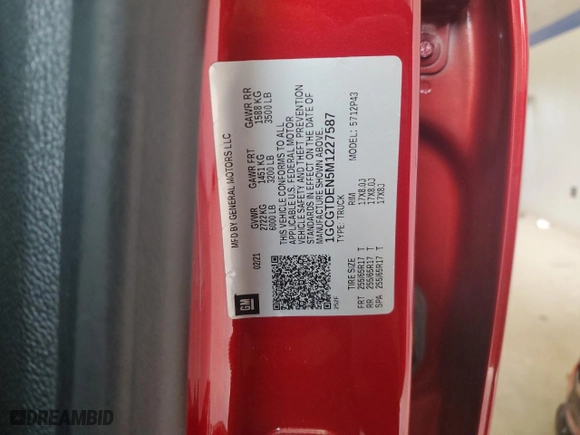 MFD BY GENERAL MOTORS LLC
02/21 GVWR GAWR FRT GAWR RR
2722 KG 1451 KG 1588 KG
6000 LB 3200 LB 3500 LB
THIS VEHICLE CONFORMS TO ALL
APPLICABLE U.S. FEDERAL MOTOR
VEHICLE SAFETY AND THEFT PREVENTION
STANDARDS IN EFFECT ON THE DATE OF
MANUFACTURE SHOWN ABOVE.
1GCGTDEN5M1227587
TYPE: TRUCK MODEL: 5712P43
TIRE SIZE RIM
FRT 255/65R17 T 17X8.0J
RR 255/65R17 T 17X8.0J
SPA 255/65R17 T 17X8J
GM
DREAMBID